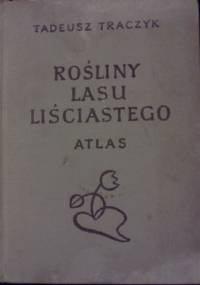 TADEUSZ TRACZYK
ROŚLINY
LASU
LIŚCIASTEGO
ATLAS